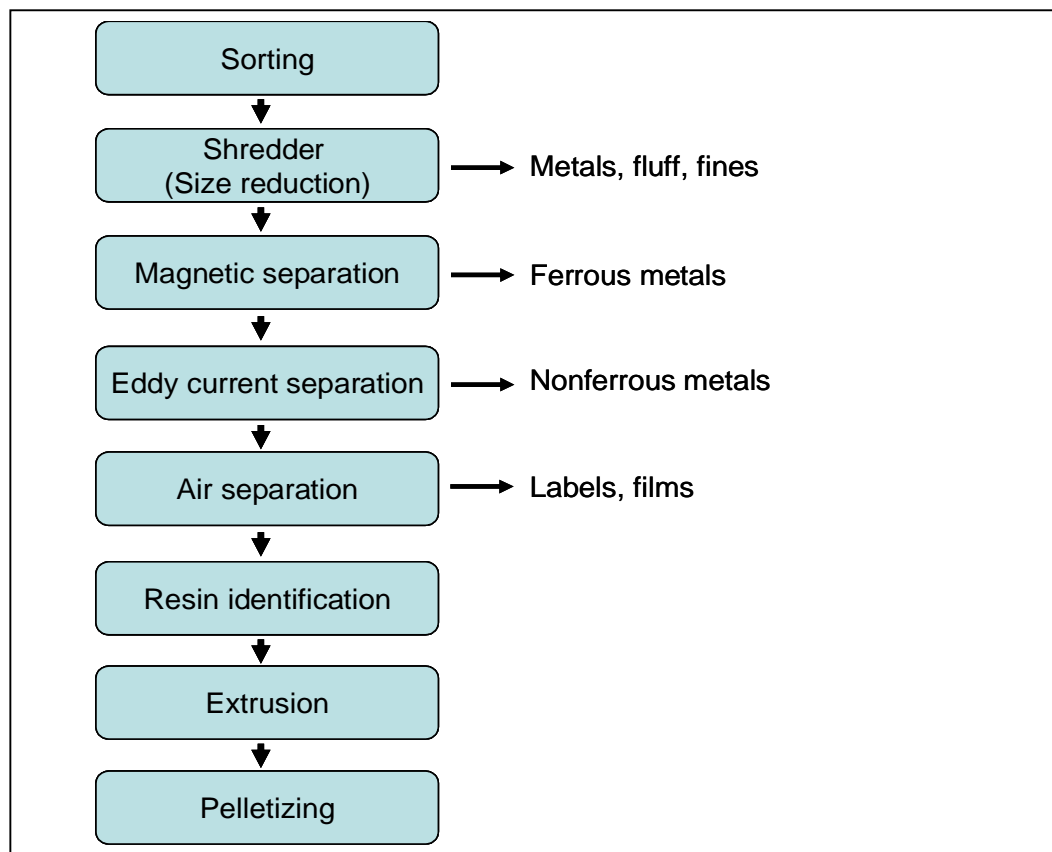 Sorting
Shredder
(Size reduction)
Metals, fluff, fines
Magnetic separation
Ferrous metals
Eddy current separation
Nonferrous metals
Air separation
Labels, films
Resin identification
Extrusion
Pelletizing